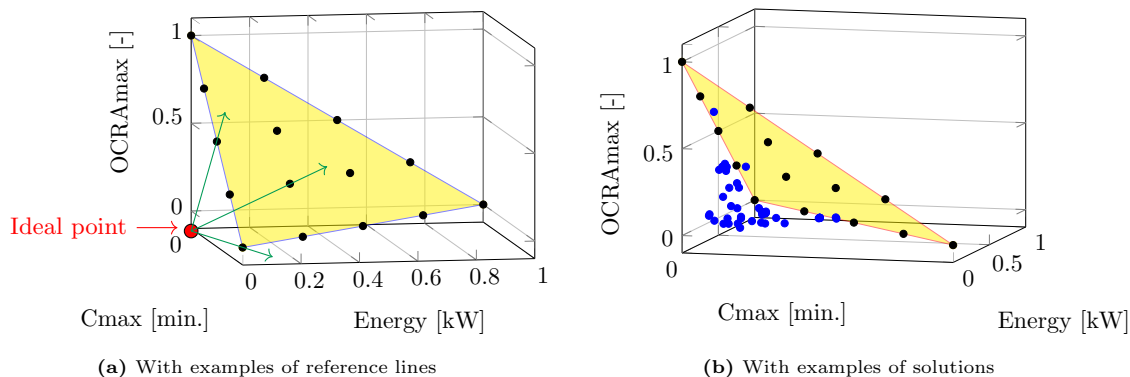 OCRAmax [-]
1
0.5
0
Ideal point
0
0
0.2
0.4
0.6
0.8
1
Cmax [min.]
Energy [kW]
(a) With examples of reference lines
OCRAmax [-]
1
0.5
0
0
0
0.5
1
Cmax [min.]
Energy [kW]
(b) With examples of solutions